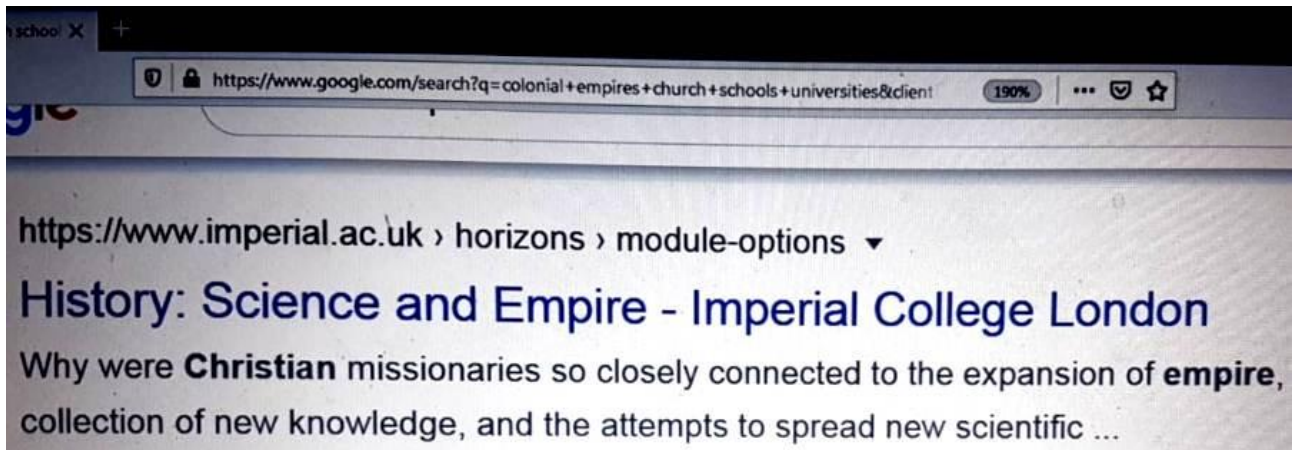 school X
https://www.google.com/search?q=colonial+empires+church+schools+universities&client 190%
gle
https://www.imperial.ac.uk › horizons › module-options
History: Science and Empire - Imperial College London
Why were Christian missionaries so closely connected to the expansion of empire,
collection of new knowledge, and the attempts to spread new scientific ...